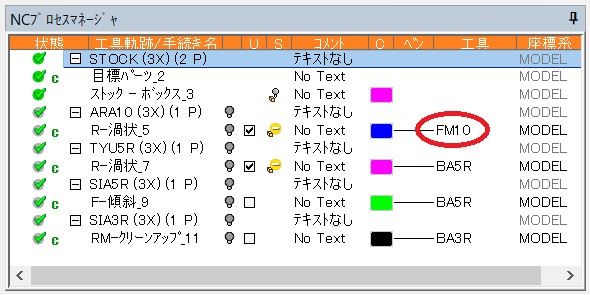 NCプロセスマネージャ
状態 工具軌跡/手続き名 U S コメント C ペン 工具 座標系
STOCK (3X) (2 P) テキストなし MODEL
c 目標パーツ_2 No Text MODEL
ストック - ボックス_3 No Text MODEL
ARA10 (3X) (1 P) テキストなし MODEL
c R-渦状_5 No Text FM10 MODEL
TYU5R (3X) (1 P) テキストなし MODEL
c R-渦状_7 No Text BA5R MODEL
SIA5R (3X) (1 P) テキストなし MODEL
c F-傾斜_9 No Text BA5R MODEL
SIA3R (3X) (1 P) テキストなし MODEL
c RM-クリーンアップ_11 No Text BA3R MODEL